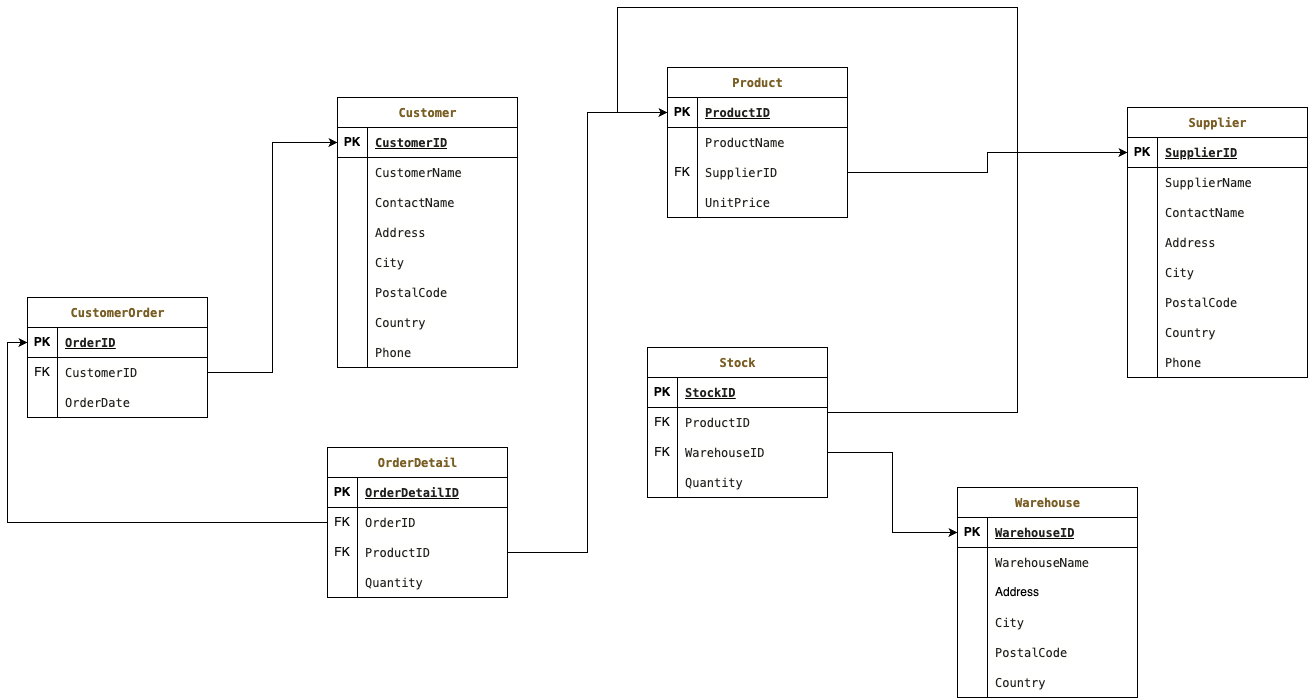 Customer
PK CustomerID
CustomerName
ContactName
Address
City
PostalCode
Country
Phone
Product
PK ProductID
ProductName
FK SupplierID
UnitPrice
Supplier
PK SupplierID
SupplierName
ContactName
Address
City
PostalCode
Country
Phone
CustomerOrder
PK OrderID
FK CustomerID
OrderDate
OrderDetail
PK OrderDetailID
FK OrderID
FK ProductID
Quantity
Stock
PK StockID
FK ProductID
FK WarehouseID
Quantity
Warehouse
PK WarehouseID
WarehouseName
Address
City
PostalCode
Country